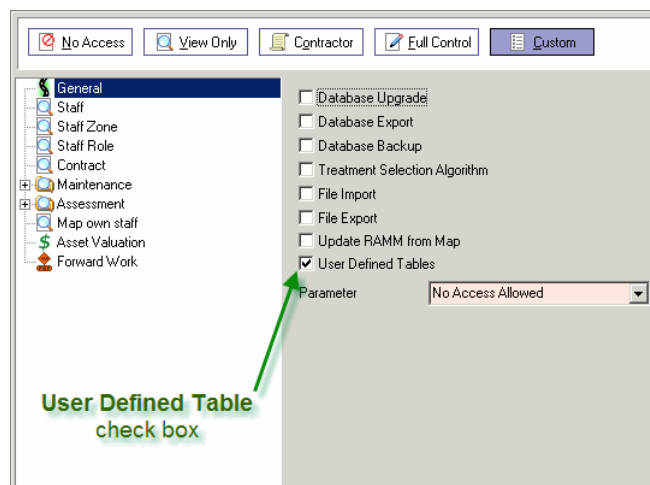 No Access View Only Contractor Full Control Custom
General
Staff
Staff Zone
Staff Role
Contract
Maintenance
Assessment
Map own staff
Asset Valuation
Forward Work
Database Upgrade
Database Export
Database Backup
Treatment Selection Algorithm
File Import
File Export
Update RAMM from Map
User Defined Tables
Parameter No Access Allowed
User Defined Table
check box